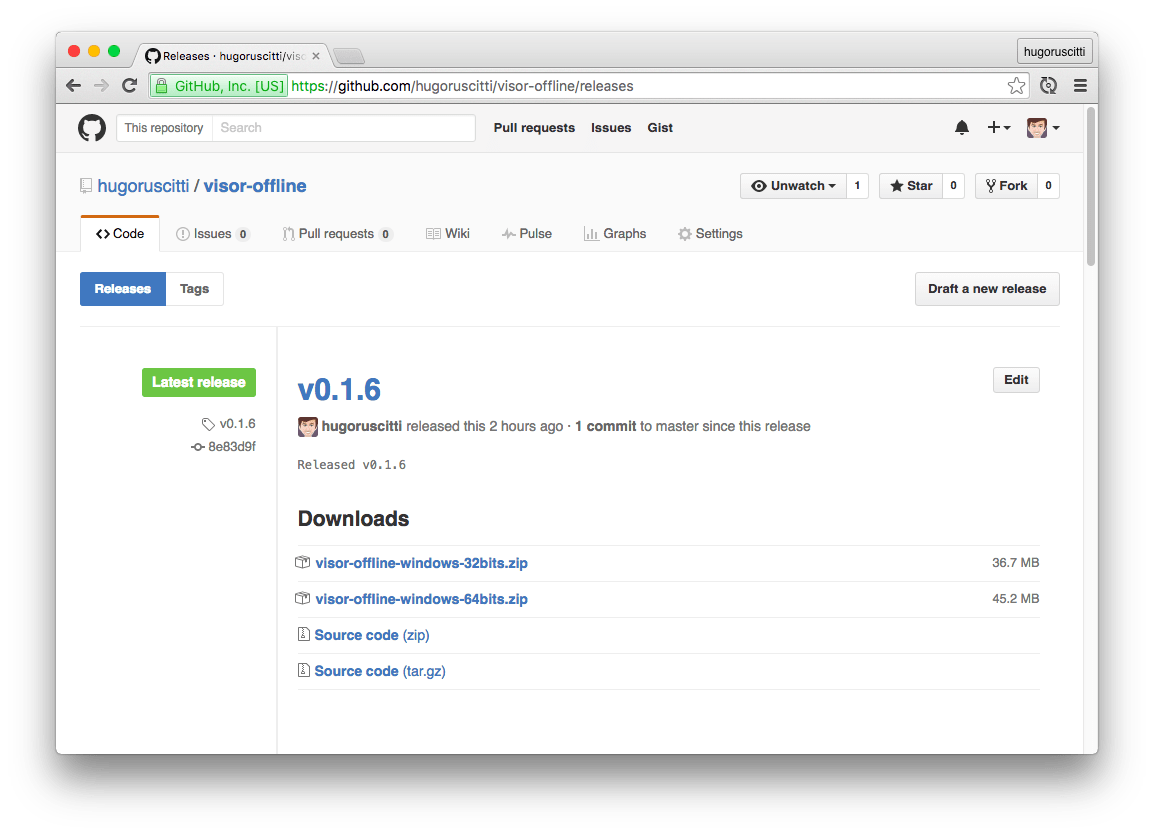 Releases · hugoruscitti/viso
hugoruscitti
GitHub, Inc. [US] https://github.com/hugoruscitti/visor-offline/releases
This repository Search Pull requests Issues Gist
hugoruscitti / visor-offline Unwatch 1 Star 0 Fork 0
Code Issues 0 Pull requests 0 Wiki Pulse Graphs Settings
Releases Tags Draft a new release
Latest release
v0.1.6
8e83d9f
v0.1.6 Edit
hugoruscitti released this 2 hours ago · 1 commit to master since this release
Released v0.1.6
Downloads
visor-offline-windows-32bits.zip 36.7 MB
visor-offline-windows-64bits.zip 45.2 MB
Source code (zip)
Source code (tar.gz)